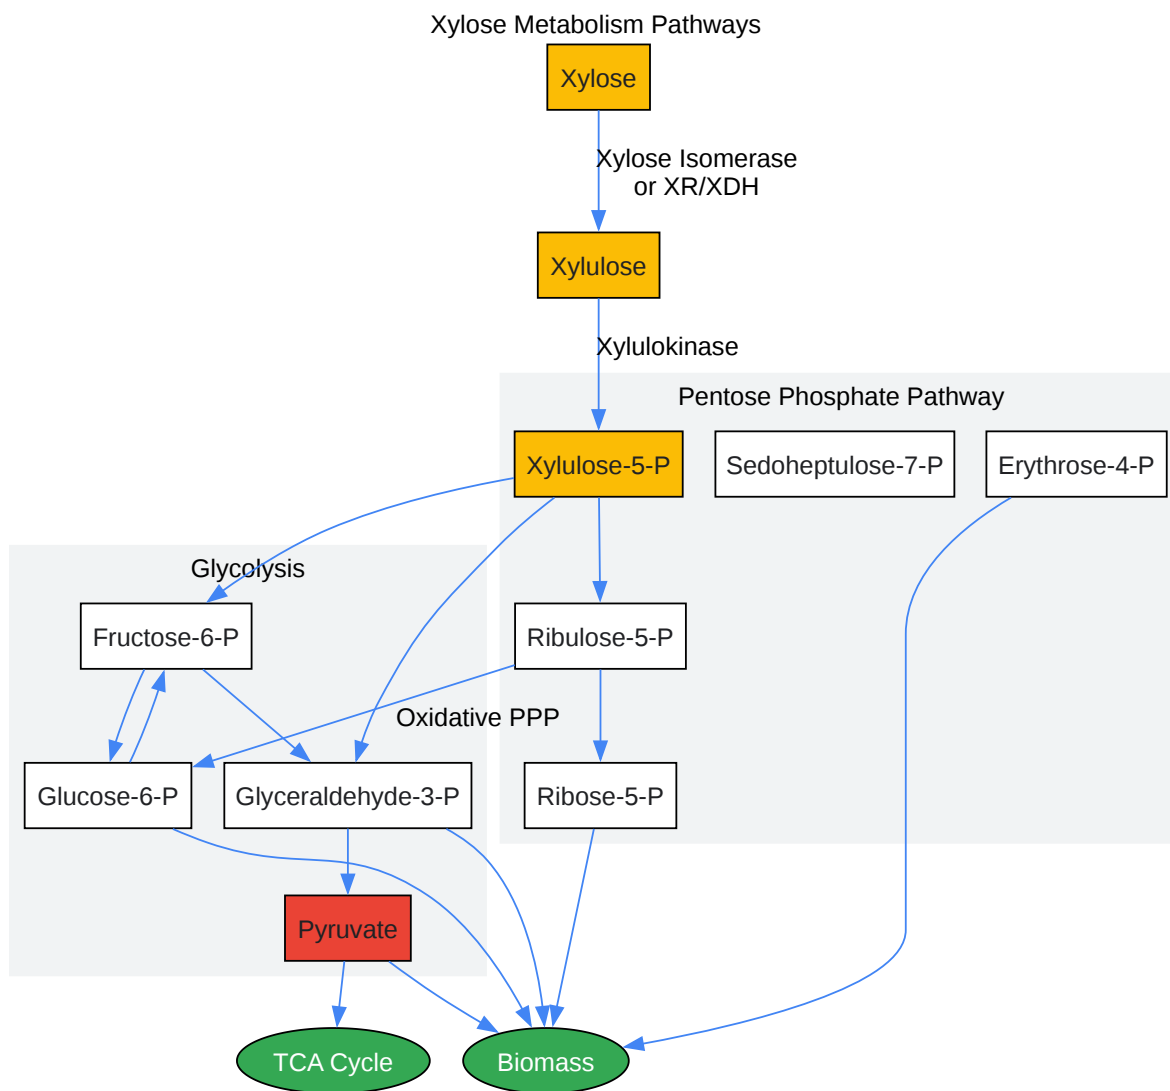 Xylose Metabolism Pathways
Xylose
Xylose Isomerase
or XR/XDH
Xylulose
Xylulokinase
Pentose Phosphate Pathway
Xylulose-5-P
Sedoheptulose-7-P
Erythrose-4-P
Glycolysis
Fructose-6-P
Ribulose-5-P
Oxidative PPP
Glucose-6-P
Glyceraldehyde-3-P
Ribose-5-P
Pyruvate
TCA Cycle
Biomass